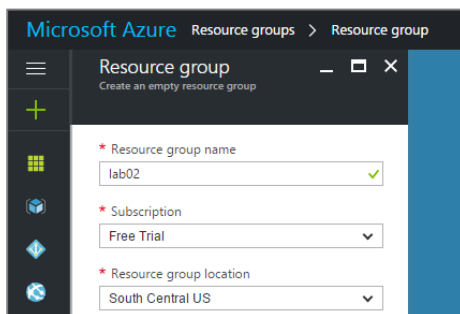 Microsoft Azure Resource groups > Resource group
Resource group
Create an empty resource group
* Resource group name
lab02
* Subscription
Free Trial
* Resource group location
South Central US